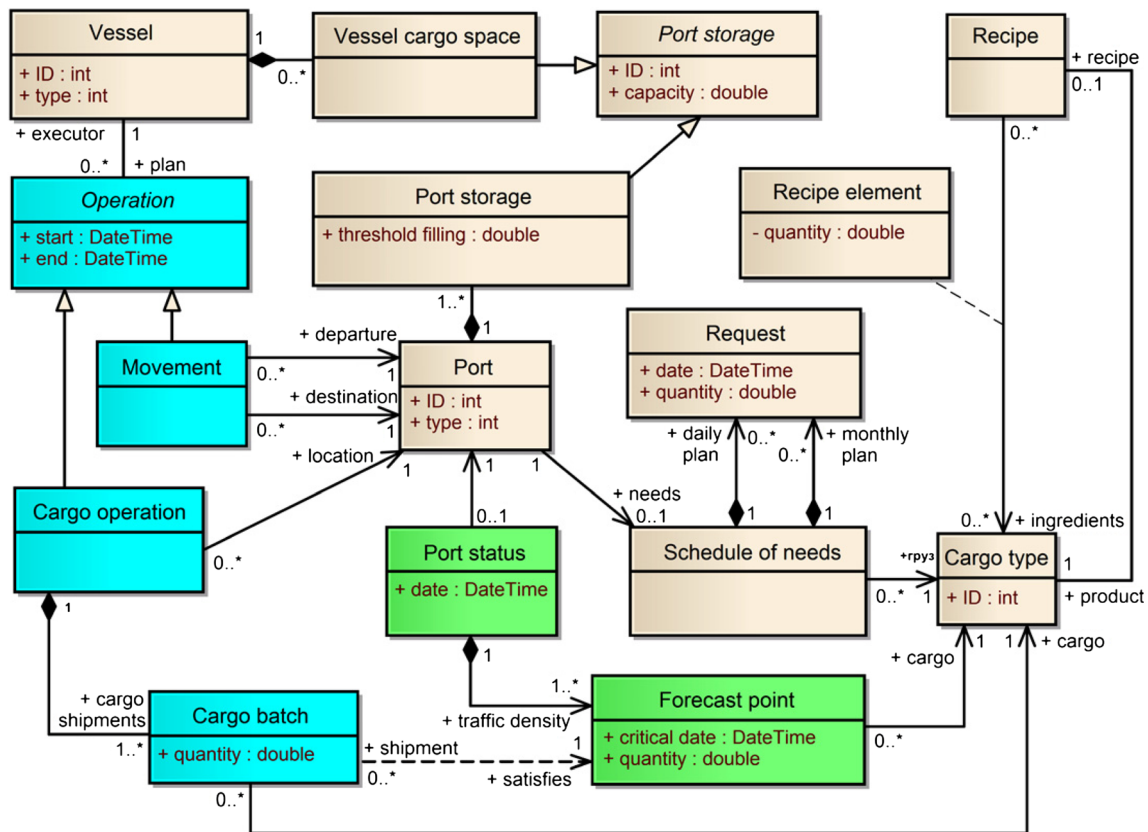 Vessel
+ ID : int
+ type : int
1
0..*
Vessel cargo space
Port storage
+ ID : int
+ capacity : double
Recipe
+ recipe
0..1
0..*
+ executor
1
0..*
+ plan
Operation
+ start : DateTime
+ end : DateTime
Port storage
+ threshold filling : double
Recipe element
- quantity : double
1..*
1
Movement
+ departure
0..*
1
+ destination
0..*
1
Port
+ ID : int
+ type : int
Request
+ date : DateTime
+ quantity : double
+ daily
plan
0..*
0..*
+ monthly
plan
+ location
1
1
1
+ needs
0..1
1
1
Cargo operation
0..*
1
0..1
Port status
+ date : DateTime
1
Schedule of needs
0..*
+груз
1
0..*
+ ingredients
Cargo type
+ ID : int
1
+ product
+ cargo
shipments
1..*
Cargo batch
+ quantity : double
1..*
+ traffic density
Forecast point
+ critical date : DateTime
+ quantity : double
+ cargo
1
0..*
1
+ cargo
+ shipment
0..*
1
+ satisfies
0..*